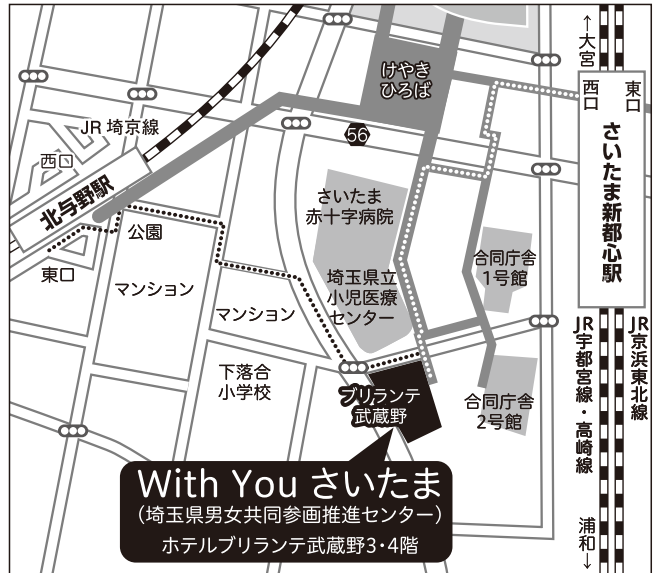 けやき
ひろば
↑大宮
西口
東口
さいたま新都心駅
JR 埼京線
56
西口
北与野駅
東口
公園
マンション
マンション
さいたま
赤十字病院
埼玉県立
小児医療
センター
合同庁舎
1号館
合同庁舎
2号館
下落合
小学校
ブリランテ
武蔵野
JR宇都宮線・高崎線
JR京浜東北線
浦和↓
With You さいたま
(埼玉県男女共同参画推進センター)
ホテルブリランテ武蔵野3・4階